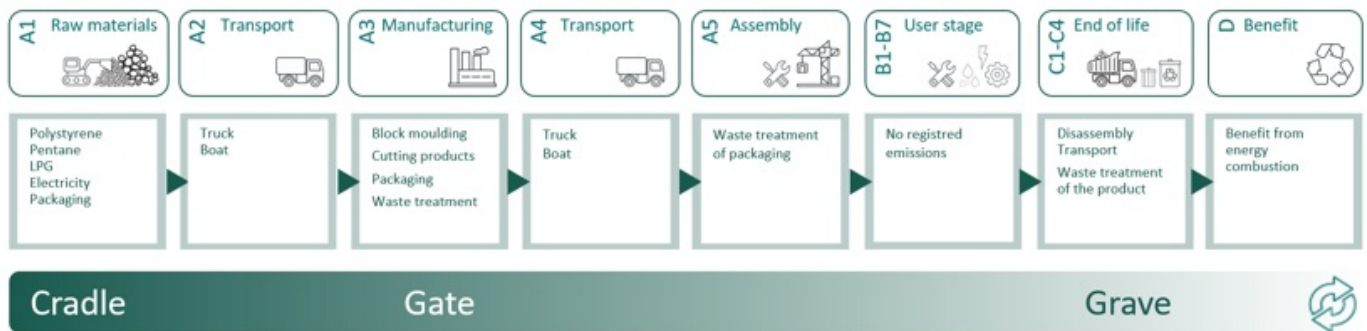 A1 Raw materials
A2 Transport
A3 Manufacturing
A4 Transport
A5 Assembly
B1-B7 User stage
C1-C4 End of life
D Benefit
Polystyrene
Pentane
LPG
Electricity
Packaging
Truck
Boat
Block moulding
Cutting products
Packaging
Waste treatment
Truck
Boat
Waste treatment
of packaging
No registred
emissions
Disassembly
Transport
Waste treatment
of the product
Benefit from
energy
combustion
Cradle
Gate
Grave